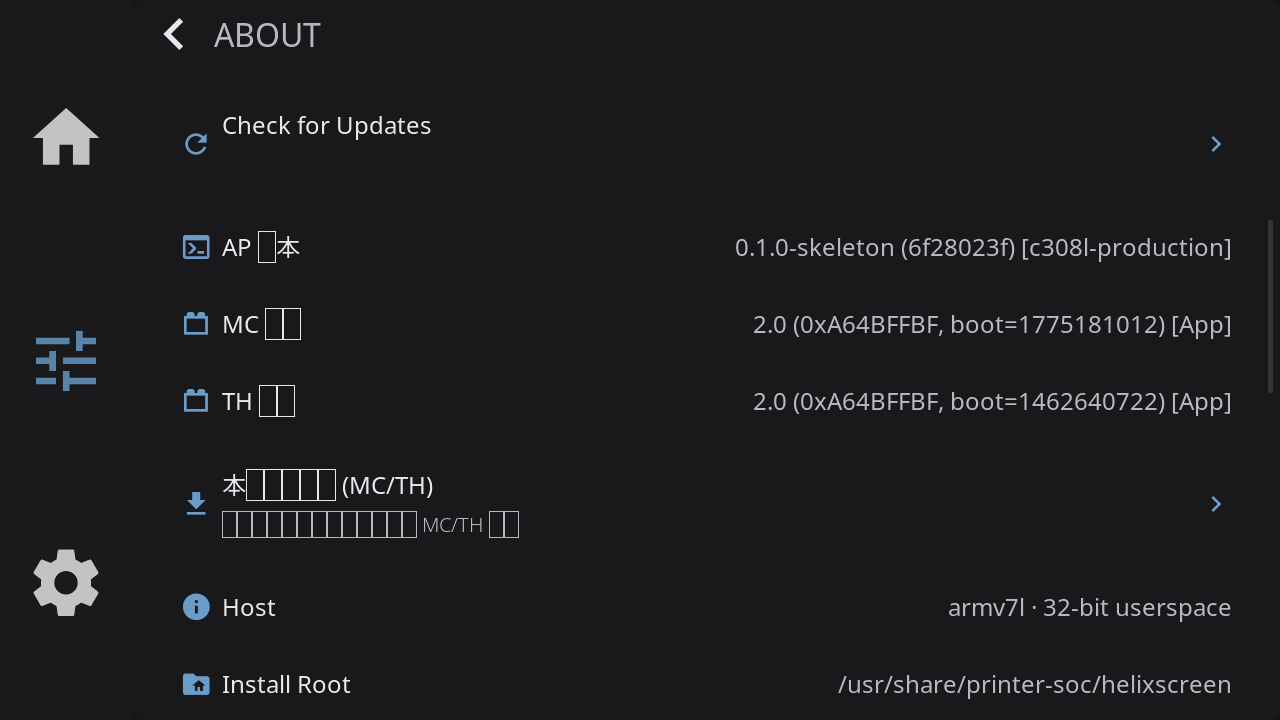 ABOUT
Check for Updates
AP 本
0.1.0-skeleton (6f28023f) [c308l-production]
MC
2.0 (0xA64BFFBF, boot=1775181012) [App]
TH
2.0 (0xA64BFFBF, boot=1462640722) [App]
本 (MC/TH)
MC/TH
Host
armv7l · 32-bit userspace
Install Root
/usr/share/printer-soc/helixscreen